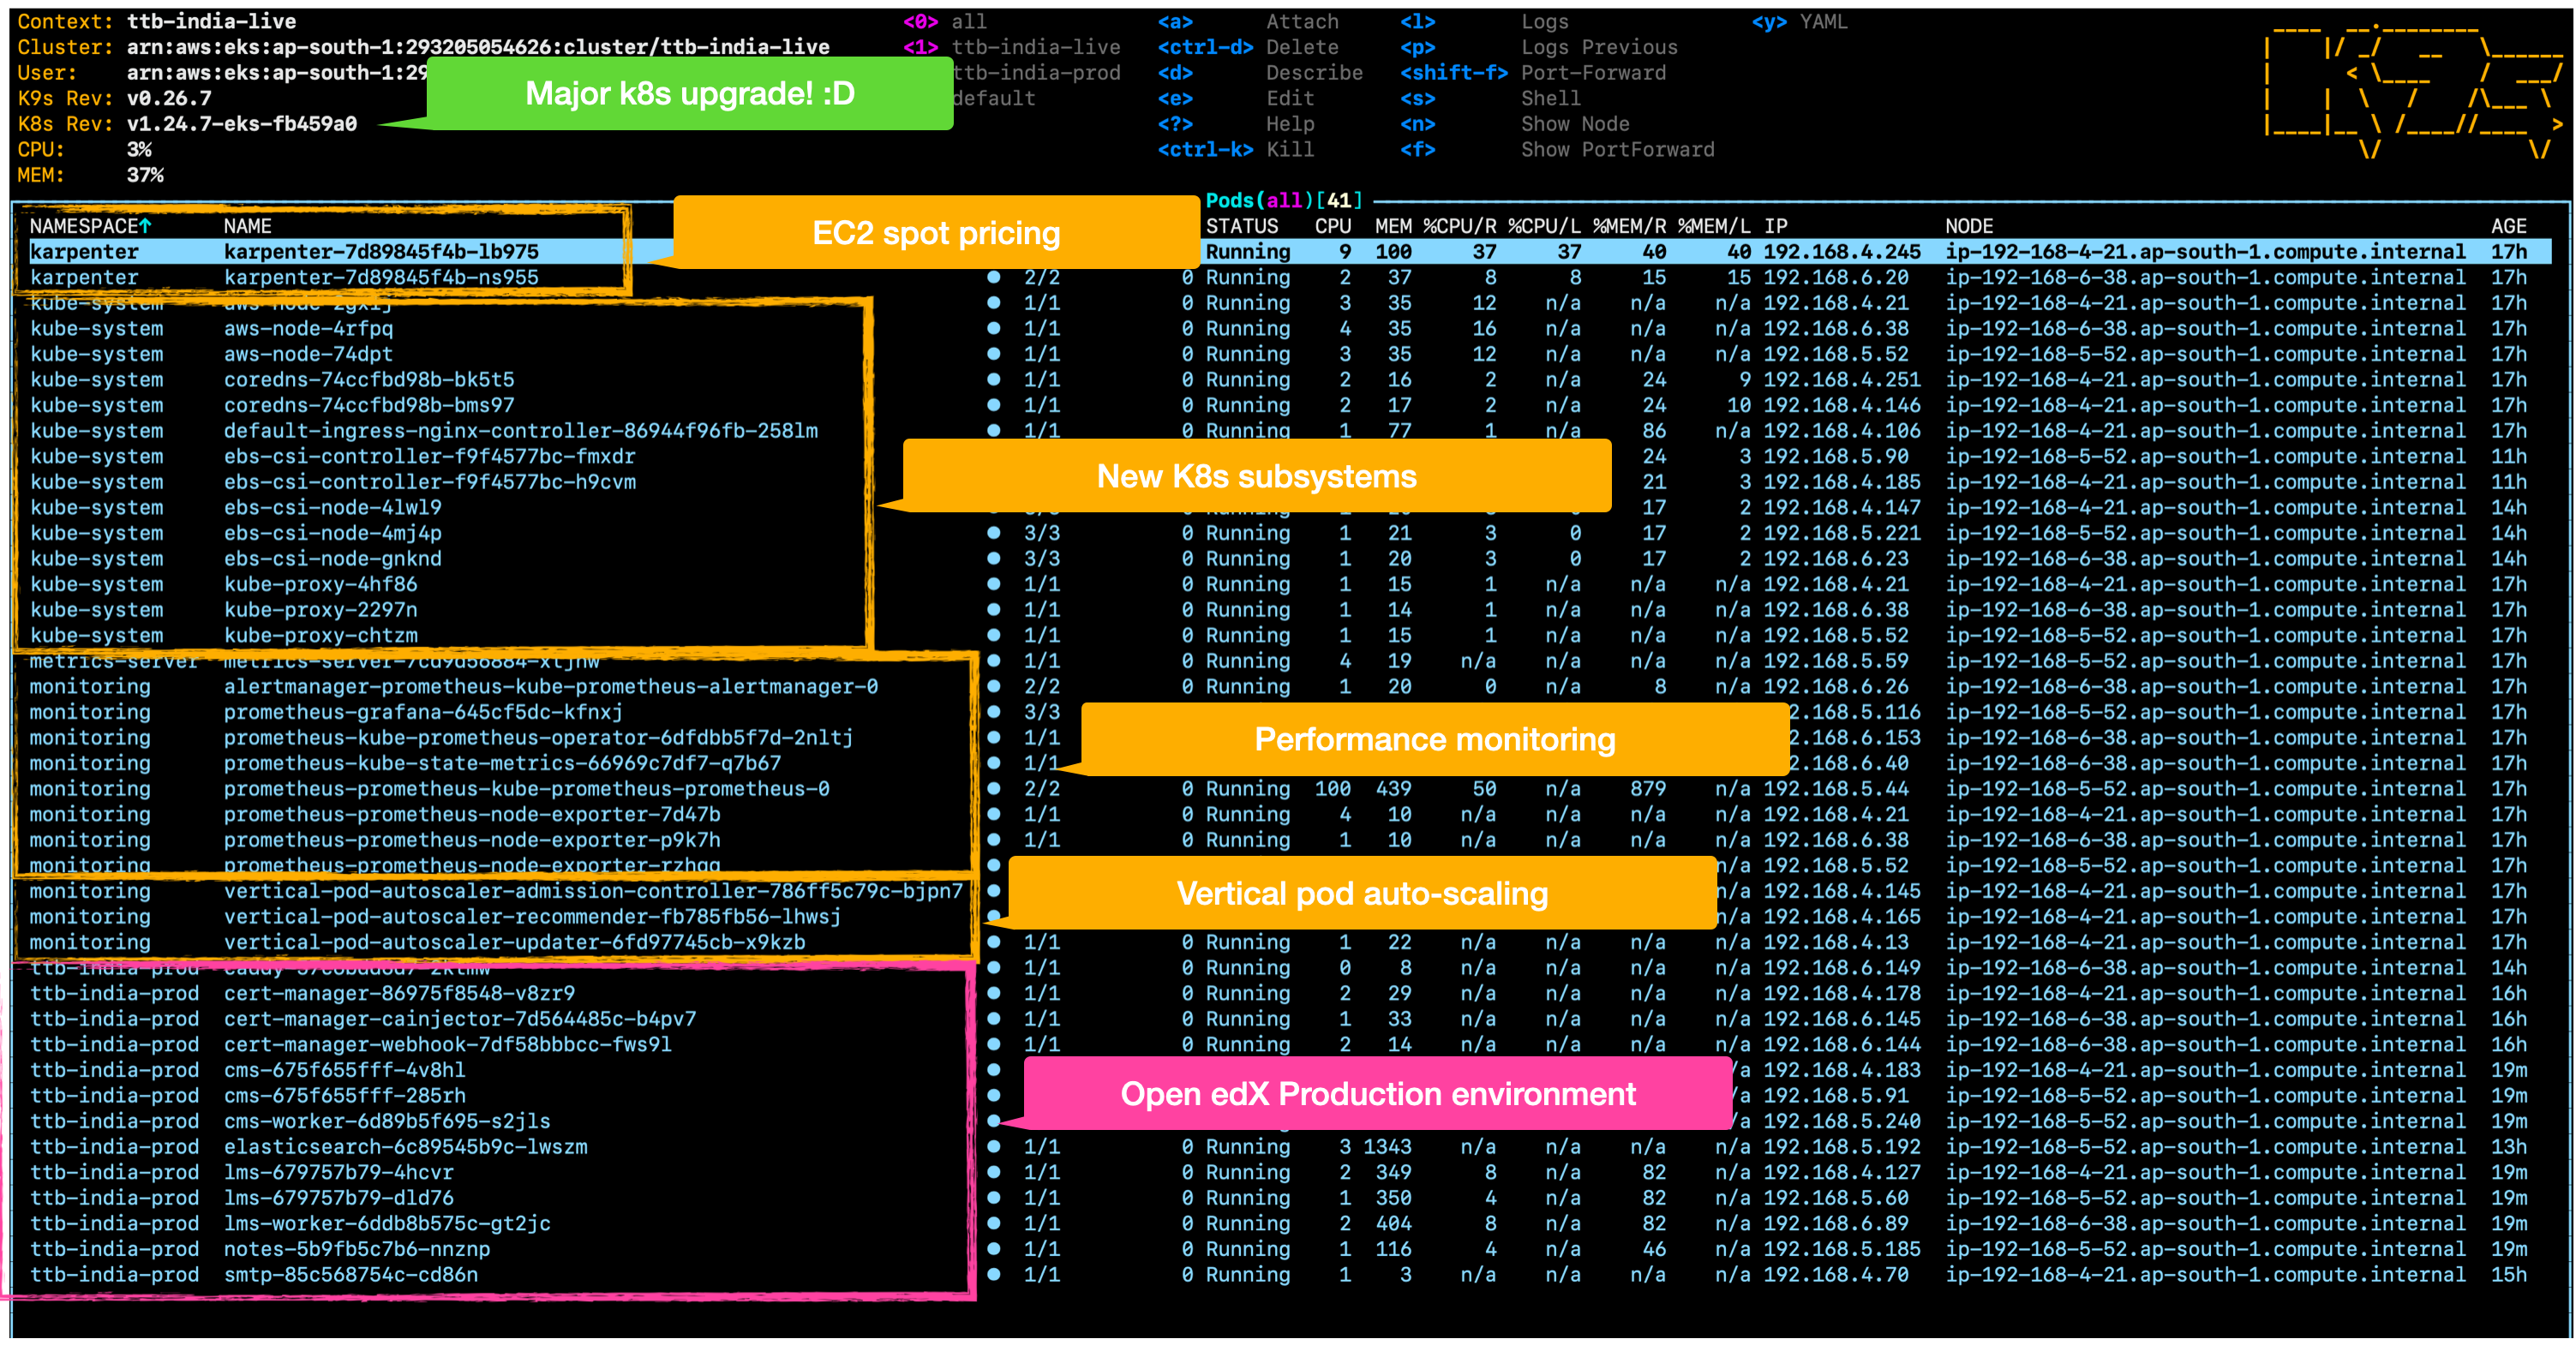 Context: ttb-india-live <0> all <a> Attach <l> Logs <y> YAML
Cluster: arn:aws:eks:ap-south-1:293205054626:cluster/ttb-india-live <1> ttb-india-live <ctrl-d> Delete <p> Logs Previous
User: arn:aws:eks:ap-south-1:29 ttb-india-prod <d> Describe <shift-f> Port-Forward
K9s Rev: v0.26.7 default <e> Edit <s> Shell
Major k8s upgrade! :D
K8s Rev: v1.24.7-eks-fb459a0 <?> Help <n> Show Node
CPU: 3% <ctrl-k> Kill <f> Show PortForward
MEM: 37%
Pods(all)[41]
NAMESPACE↑ NAME STATUS CPU MEM %CPU/R %CPU/L %MEM/R %MEM/L IP NODE AGE
EC2 spot pricing
karpenter karpenter-7d89845f4b-lb975 Running 9 100 37 37 40 40 192.168.4.245 ip-192-168-4-21.ap-south-1.compute.internal 17h
karpenter karpenter-7d89845f4b-ns955 ● 2/2 0 Running 2 37 8 8 15 15 192.168.6.20 ip-192-168-6-38.ap-south-1.compute.internal 17h
kube-system ● 1/1 0 Running 3 35 12 n/a n/a n/a 192.168.4.21 ip-192-168-4-21.ap-south-1.compute.internal 17h
kube-system aws-node-4rfpq ● 1/1 0 Running 4 35 16 n/a n/a n/a 192.168.6.38 ip-192-168-6-38.ap-south-1.compute.internal 17h
kube-system aws-node-74dpt ● 1/1 0 Running 3 35 12 n/a n/a n/a 192.168.5.52 ip-192-168-5-52.ap-south-1.compute.internal 17h
kube-system coredns-74ccfbd98b-bk5t5 ● 1/1 0 Running 2 16 2 n/a 24 9 192.168.4.251 ip-192-168-4-21.ap-south-1.compute.internal 17h
kube-system coredns-74ccfbd98b-bms97 ● 1/1 0 Running 2 17 2 n/a 24 10 192.168.4.146 ip-192-168-4-21.ap-south-1.compute.internal 17h
kube-system default-ingress-nginx-controller-86944f96fb-258lm ● 1/1 0 Running 1 77 1 n/a 86 n/a 192.168.4.106 ip-192-168-4-21.ap-south-1.compute.internal 17h
kube-system ebs-csi-controller-f9f4577bc-fmxdr 24 3 192.168.5.90 ip-192-168-5-52.ap-south-1.compute.internal 11h
New K8s subsystems
kube-system ebs-csi-controller-f9f4577bc-h9cvm 21 3 192.168.4.185 ip-192-168-4-21.ap-south-1.compute.internal 11h
kube-system ebs-csi-node-4lwl9 17 2 192.168.4.147 ip-192-168-4-21.ap-south-1.compute.internal 14h
kube-system ebs-csi-node-4mj4p ● 3/3 0 Running 1 21 3 0 17 2 192.168.5.221 ip-192-168-5-52.ap-south-1.compute.internal 14h
kube-system ebs-csi-node-gnknd ● 3/3 0 Running 1 20 3 0 17 2 192.168.6.23 ip-192-168-6-38.ap-south-1.compute.internal 14h
kube-system kube-proxy-4hf86 ● 1/1 0 Running 1 15 1 n/a n/a n/a 192.168.4.21 ip-192-168-4-21.ap-south-1.compute.internal 17h
kube-system kube-proxy-2297n ● 1/1 0 Running 1 14 1 n/a n/a n/a 192.168.6.38 ip-192-168-6-38.ap-south-1.compute.internal 17h
kube-system kube-proxy-chtzm ● 1/1 0 Running 1 15 1 n/a n/a n/a 192.168.5.52 ip-192-168-5-52.ap-south-1.compute.internal 17h
metrics-server ● 1/1 0 Running 4 19 n/a n/a n/a n/a 192.168.5.59 ip-192-168-5-52.ap-south-1.compute.internal 17h
monitoring alertmanager-prometheus-kube-prometheus-alertmanager-0 ● 2/2 0 Running 1 20 0 n/a 8 n/a 192.168.6.26 ip-192-168-6-38.ap-south-1.compute.internal 17h
monitoring prometheus-grafana-645cf5dc-kfnxj ● 3/3 2.168.5.116 ip-192-168-5-52.ap-south-1.compute.internal 17h
monitoring prometheus-kube-prometheus-operator-6dfdbb5f7d-2nltj ● 1/1 2.168.6.153 ip-192-168-6-38.ap-south-1.compute.internal 17h
Performance monitoring
monitoring prometheus-kube-state-metrics-66969c7df7-q7b67 ● 1/1 2.168.6.40 ip-192-168-6-38.ap-south-1.compute.internal 17h
monitoring prometheus-prometheus-kube-prometheus-prometheus-0 ● 2/2 0 Running 100 439 50 n/a 879 n/a 192.168.5.44 ip-192-168-5-52.ap-south-1.compute.internal 17h
monitoring prometheus-prometheus-node-exporter-7d47b ● 1/1 0 Running 4 10 n/a n/a n/a n/a 192.168.4.21 ip-192-168-4-21.ap-south-1.compute.internal 17h
monitoring prometheus-prometheus-node-exporter-p9k7h ● 1/1 0 Running 1 10 n/a n/a n/a n/a 192.168.6.38 ip-192-168-6-38.ap-south-1.compute.internal 17h
monitoring prometheus-prometheus-node-exporter-rzhqq ● n/a 192.168.5.52 ip-192-168-5-52.ap-south-1.compute.internal 17h
monitoring vertical-pod-autoscaler-admission-controller-786ff5c79c-bjpn7 ● n/a 192.168.4.145 ip-192-168-4-21.ap-south-1.compute.internal 17h
Vertical pod auto-scaling
monitoring vertical-pod-autoscaler-recommender-fb785fb56-lhwsj ● n/a 192.168.4.165 ip-192-168-4-21.ap-south-1.compute.internal 17h
monitoring vertical-pod-autoscaler-updater-6fd97745cb-x9kzb ● 1/1 0 Running 1 22 n/a n/a n/a n/a 192.168.4.13 ip-192-168-4-21.ap-south-1.compute.internal 17h
ttb-india-prod ● 1/1 0 Running 0 8 n/a n/a n/a n/a 192.168.6.149 ip-192-168-6-38.ap-south-1.compute.internal 14h
ttb-india-prod cert-manager-86975f8548-v8zr9 ● 1/1 0 Running 2 29 n/a n/a n/a n/a 192.168.4.178 ip-192-168-4-21.ap-south-1.compute.internal 16h
ttb-india-prod cert-manager-cainjector-7d564485c-b4pv7 ● 1/1 0 Running 1 33 n/a n/a n/a n/a 192.168.6.145 ip-192-168-6-38.ap-south-1.compute.internal 16h
ttb-india-prod cert-manager-webhook-7df58bbbcc-fws9l ● 1/1 0 Running 2 14 n/a n/a n/a n/a 192.168.6.144 ip-192-168-6-38.ap-south-1.compute.internal 16h
ttb-india-prod cms-675f655fff-4v8hl ● /a 192.168.4.183 ip-192-168-4-21.ap-south-1.compute.internal 19m
ttb-india-prod cms-675f655fff-285rh ● /a 192.168.5.91 ip-192-168-5-52.ap-south-1.compute.internal 19m
Open edX Production environment
ttb-india-prod cms-worker-6d89b5f695-s2jls ● /a 192.168.5.240 ip-192-168-5-52.ap-south-1.compute.internal 19m
ttb-india-prod elasticsearch-6c89545b9c-lwszm ● 1/1 0 Running 3 1343 n/a n/a n/a n/a 192.168.5.192 ip-192-168-5-52.ap-south-1.compute.internal 13h
ttb-india-prod lms-679757b79-4hcvr ● 1/1 0 Running 2 349 8 n/a 82 n/a 192.168.4.127 ip-192-168-4-21.ap-south-1.compute.internal 19m
ttb-india-prod lms-679757b79-dld76 ● 1/1 0 Running 1 350 4 n/a 82 n/a 192.168.5.60 ip-192-168-5-52.ap-south-1.compute.internal 19m
ttb-india-prod lms-worker-6ddb8b575c-gt2jc ● 1/1 0 Running 2 404 8 n/a 82 n/a 192.168.6.89 ip-192-168-6-38.ap-south-1.compute.internal 19m
ttb-india-prod notes-5b9fb5c7b6-nnznp ● 1/1 0 Running 1 116 4 n/a 46 n/a 192.168.5.185 ip-192-168-5-52.ap-south-1.compute.internal 19m
ttb-india-prod smtp-85c568754c-cd86n ● 1/1 0 Running 1 3 n/a n/a n/a n/a 192.168.4.70 ip-192-168-4-21.ap-south-1.compute.internal 15h